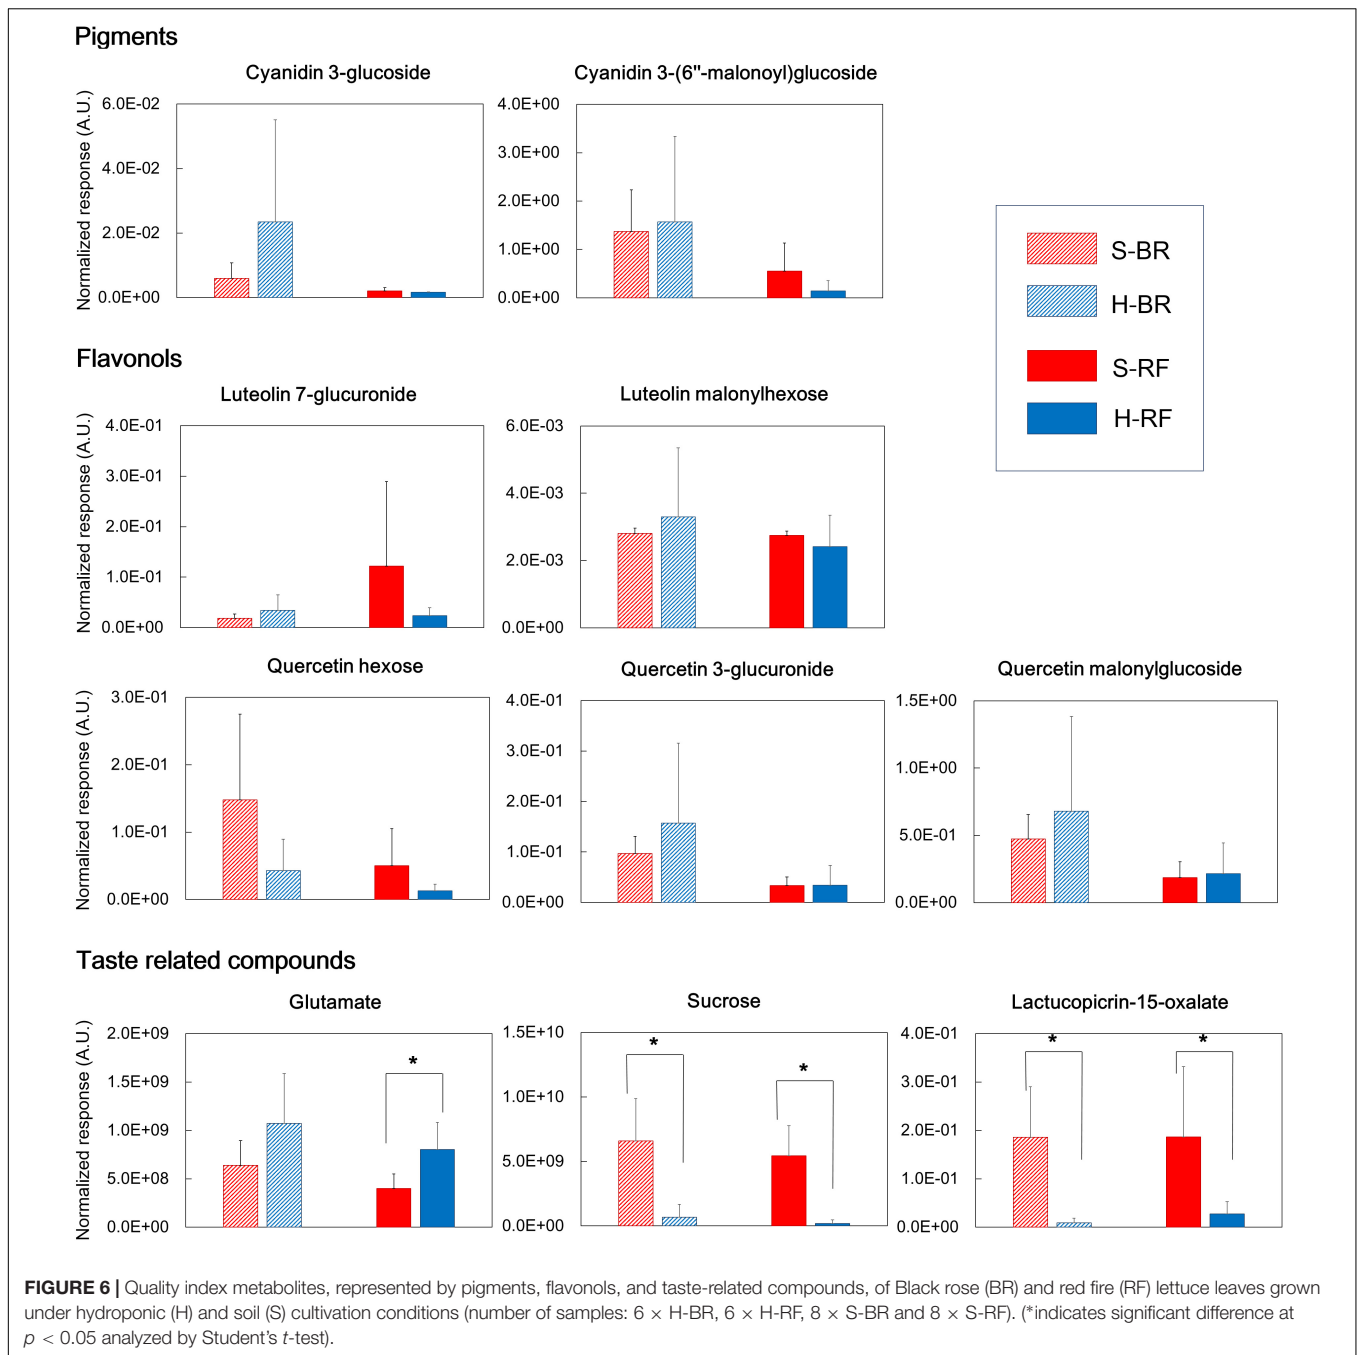 Pigments
Cyanidin 3-glucoside
Cyanidin 3-(6"-malonoyl)glucoside
Normalized response (A.U.)
6.0E-02
4.0E-02
2.0E-02
0.0E+00
4.0E+00
3.0E+00
2.0E+00
1.0E+00
0.0E+00
S-BR
H-BR
S-RF
H-RF
Flavonols
Luteolin 7-glucuronide
Luteolin malonylhexose
Normalized response (A.U.)
4.0E-01
3.0E-01
2.0E-01
1.0E-01
0.0E+00
6.0E-03
4.0E-03
2.0E-03
0.0E+00
Quercetin hexose
Quercetin 3-glucuronide
Quercetin malonylglucoside
Normalized response (A.U.)
3.0E-01
2.0E-01
1.0E-01
0.0E+00
4.0E-01
3.0E-01
2.0E-01
1.0E-01
0.0E+00
1.5E+00
1.0E+00
5.0E-01
0.0E+00
Taste related compounds
Glutamate
Sucrose
Lactucopicrin-15-oxalate
Normalized response (A.U.)
2.0E+09
1.5E+09
1.0E+09
5.0E+08
0.0E+00
*
1.5E+10
1.0E+10
5.0E+09
0.0E+00
*
*
4.0E-01
3.0E-01
2.0E-01
1.0E-01
0.0E+00
*
*
FIGURE 6 | Quality index metabolites, represented by pigments, flavonols, and taste-related compounds, of Black rose (BR) and red fire (RF) lettuce leaves grown
under hydroponic (H) and soil (S) cultivation conditions (number of samples: 6 × H-BR, 6 × H-RF, 8 × S-BR and 8 × S-RF). (*indicates significant difference at
p < 0.05 analyzed by Student's t-test).